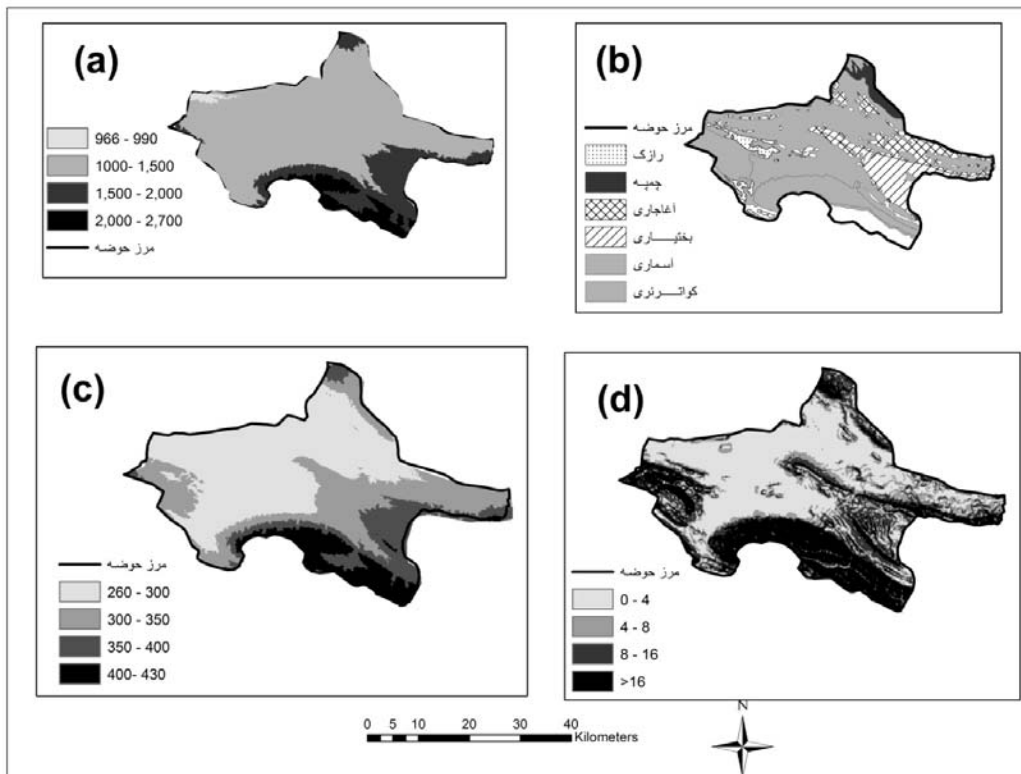 (a)
966 - 990
1000- 1,500
1,500 - 2,000
2,000 - 2,700
مرز حوضه
(b)
مرز حوضه
رازک
چمپه
آغاجاری
بختیـــاری
آسماری
کواتـــرنری
(c)
مرز حوضه
260 - 300
300 - 350
350 - 400
400- 430
(d)
مرز حوضه
0 - 4
4 - 8
8 - 16
>16
0 5 10 20 30 40
Kilometers
N